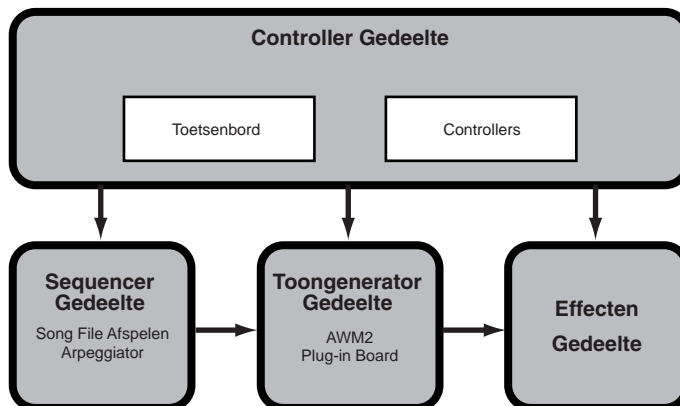 Controller Gedeelte
Toetsenbord
Controllers
Sequencer
Gedeelte
Song File Afspelen
Arpeggiator
Toongenerator
Gedeelte
AWM2
Plug-in Board
Effecten
Gedeelte